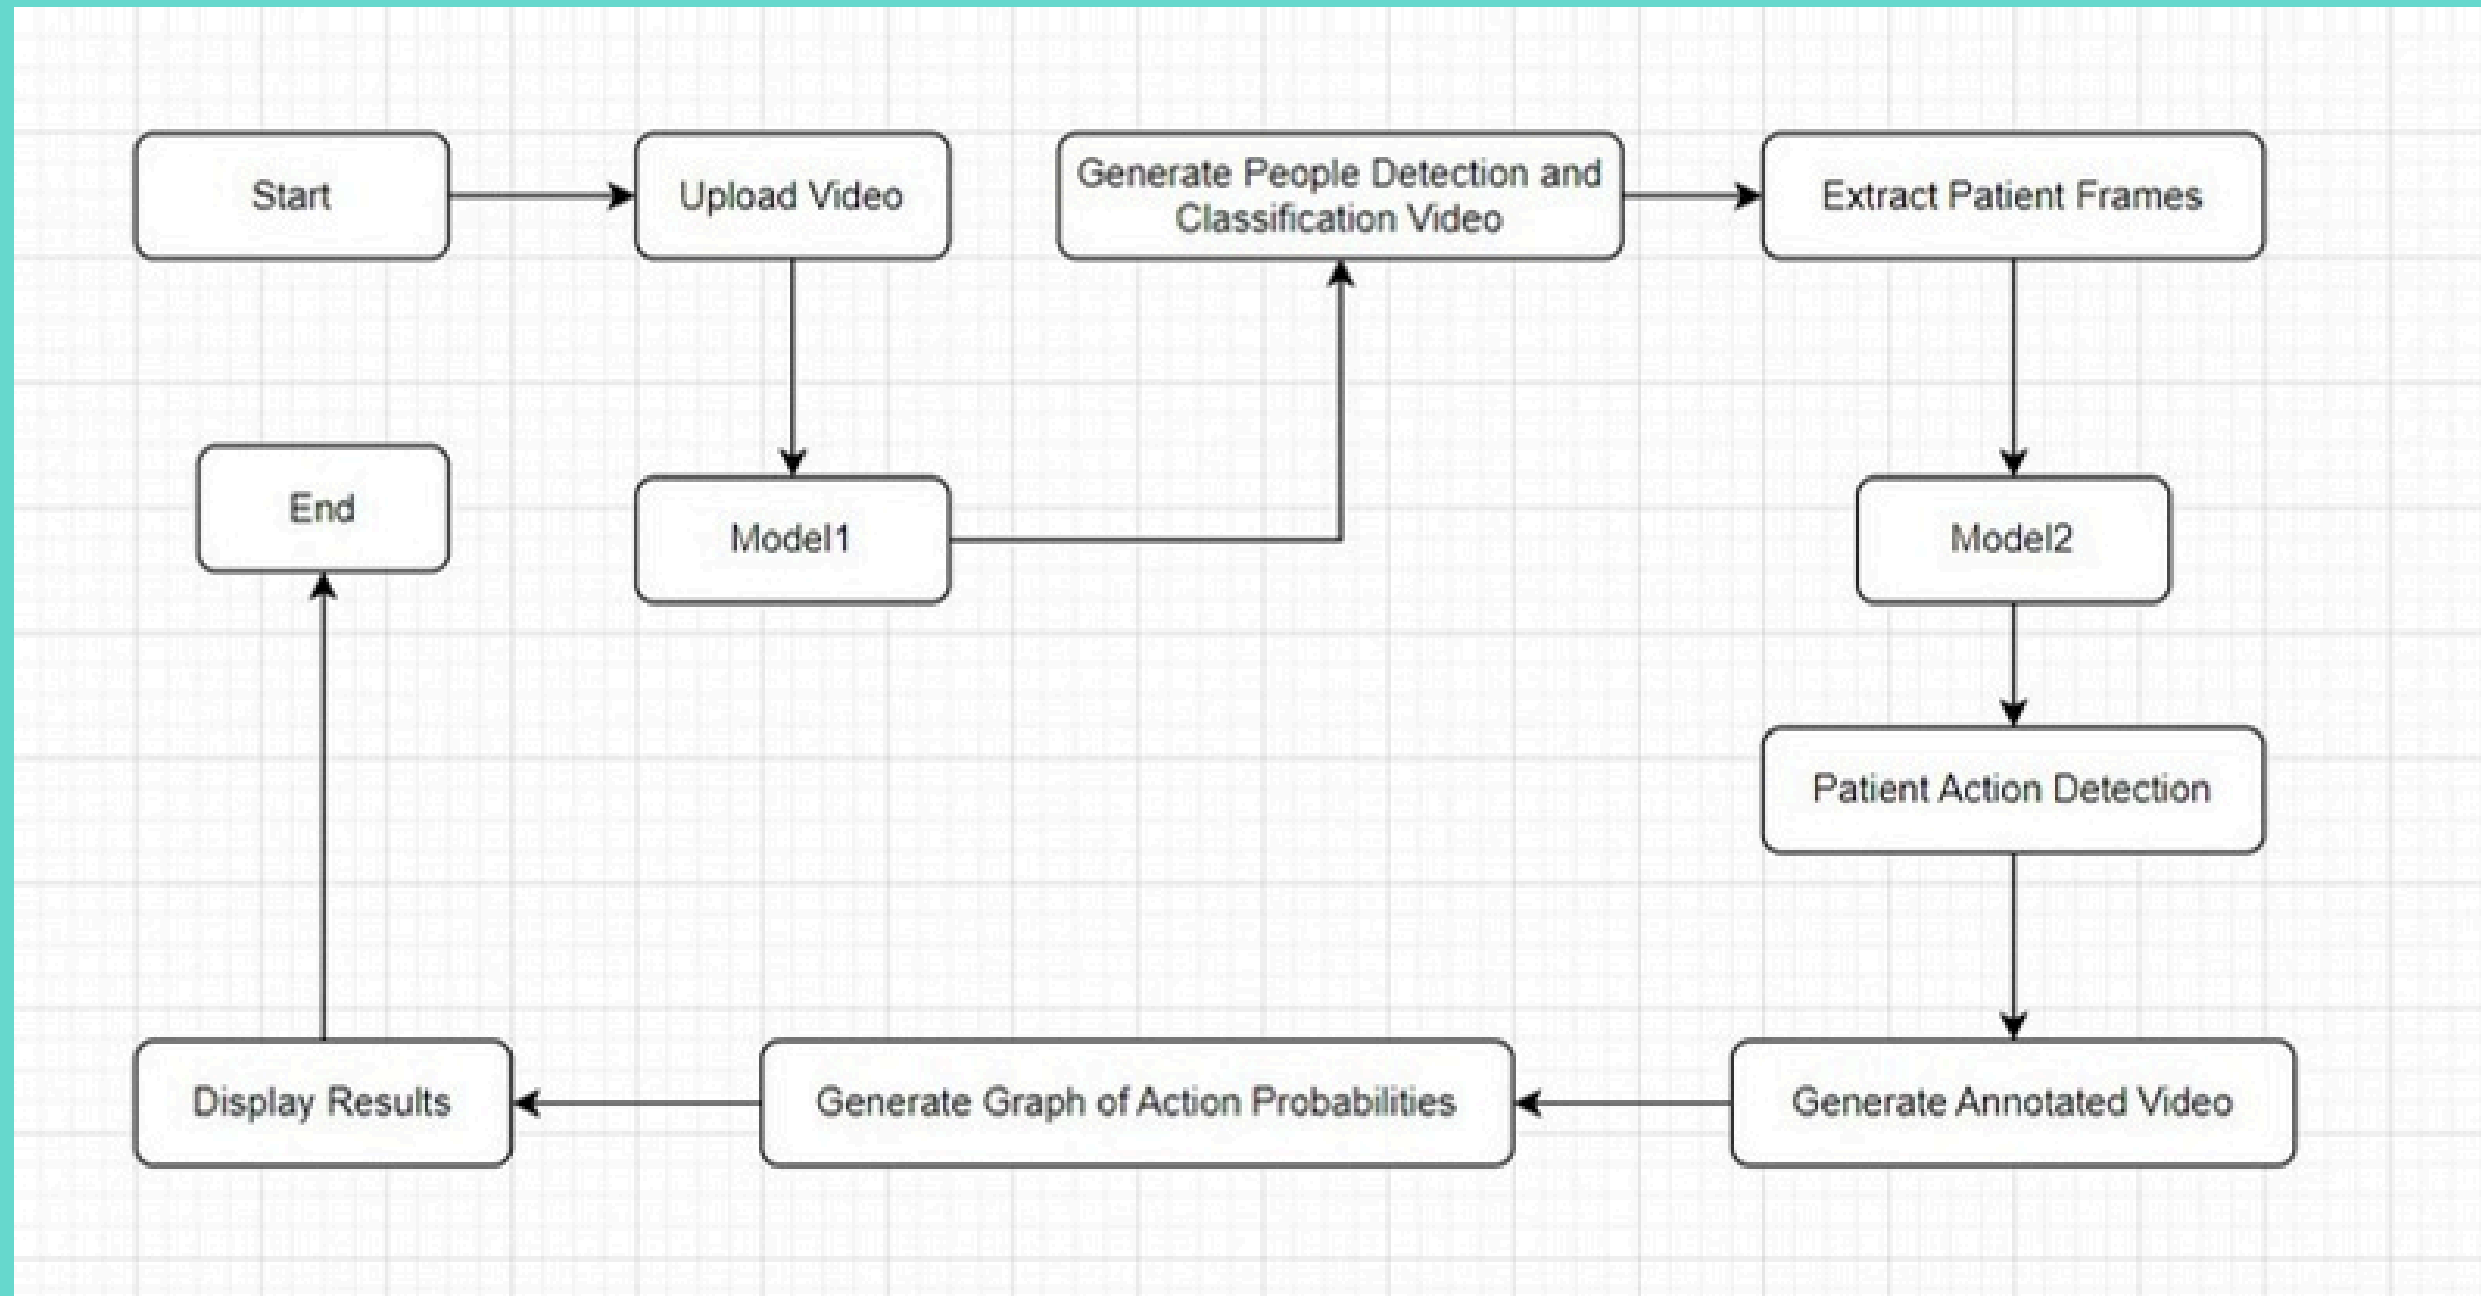 Start
Upload Video
Generate People Detection and
Classification Video
Extract Patient Frames
End
Model1
Model2
Patient Action Detection
Display Results
Generate Graph of Action Probabilities
Generate Annotated Video